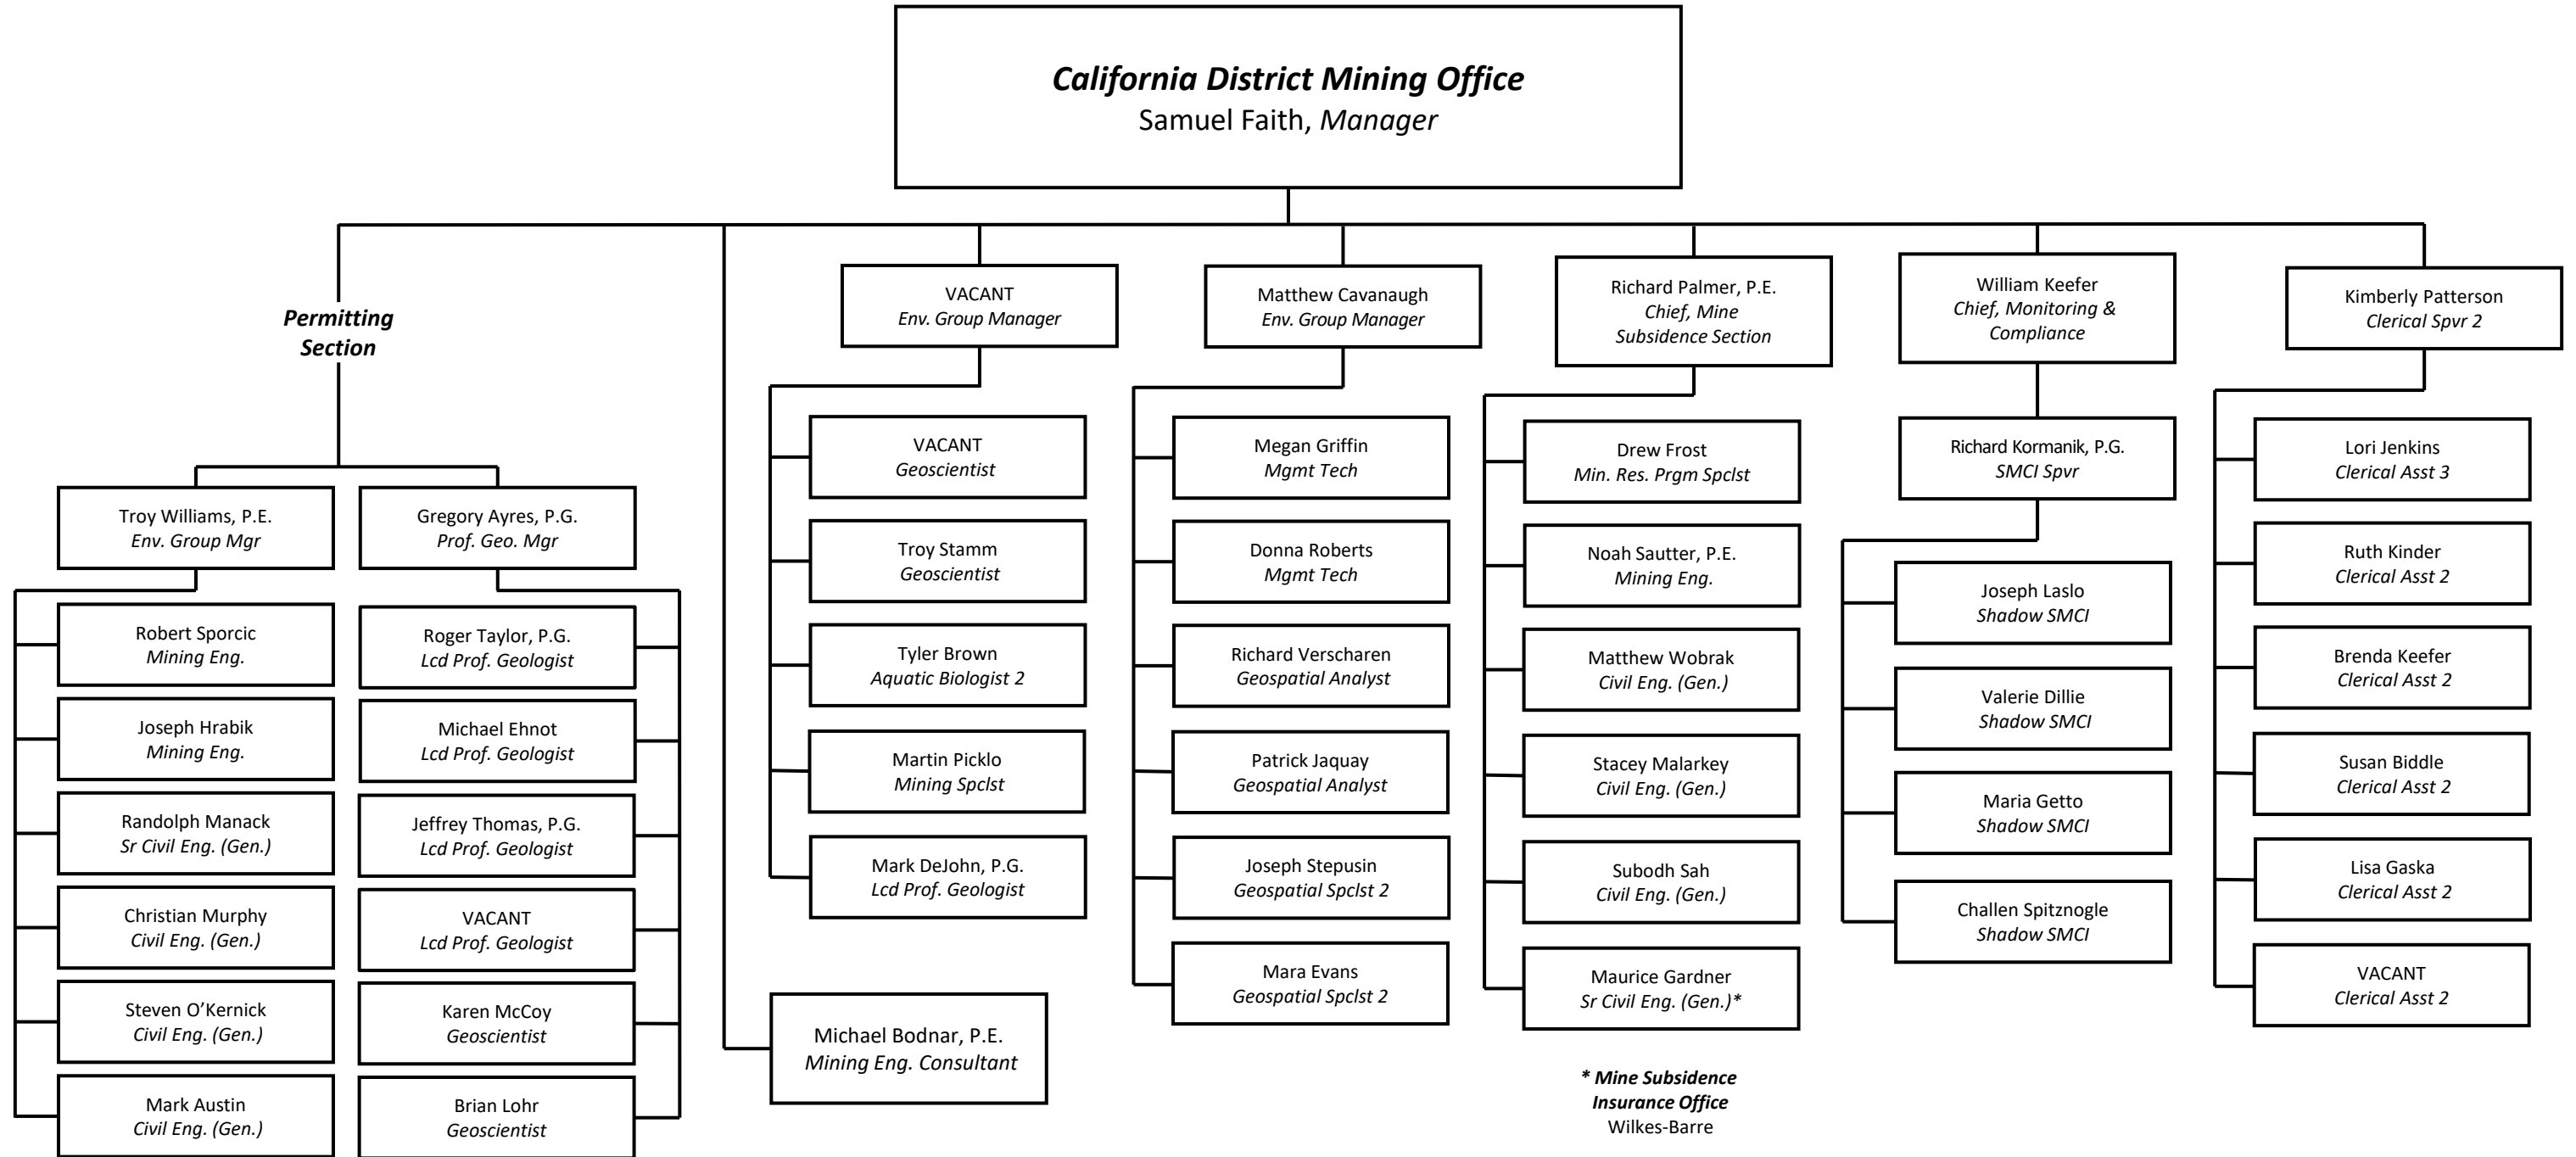 California District Mining Office
Samuel Faith, Manager
Permitting
Section
Troy Williams, P.E.
Env. Group Mgr
Robert Sporcic
Mining Eng.
Joseph Hrabik
Mining Eng.
Randolph Manack
Sr Civil Eng. (Gen.)
Christian Murphy
Civil Eng. (Gen.)
Steven O’Kernick
Civil Eng. (Gen.)
Mark Austin
Civil Eng. (Gen.)
Gregory Ayres, P.G.
Prof. Geo. Mgr
Roger Taylor, P.G.
Lcd Prof. Geologist
Michael Ehnot
Lcd Prof. Geologist
Jeffrey Thomas, P.G.
Lcd Prof. Geologist
VACANT
Lcd Prof. Geologist
Karen McCoy
Geoscientist
Brian Lohr
Geoscientist
Michael Bodnar, P.E.
Mining Eng. Consultant
VACANT
Env. Group Manager
VACANT
Geoscientist
Troy Stamm
Geoscientist
Tyler Brown
Aquatic Biologist 2
Martin Picklo
Mining Spclst
Mark DeJohn, P.G.
Lcd Prof. Geologist
Matthew Cavanaugh
Env. Group Manager
Megan Griffin
Mgmt Tech
Donna Roberts
Mgmt Tech
Richard Verscharen
Geospatial Analyst
Patrick Jaquay
Geospatial Analyst
Joseph Stepusin
Geospatial Spclst 2
Mara Evans
Geospatial Spclst 2
Richard Palmer, P.E.
Chief, Mine
Subsidence Section
Drew Frost
Min. Res. Prgm Spclst
Noah Sautter, P.E.
Mining Eng.
Matthew Wobrak
Civil Eng. (Gen.)
Stacey Malarkey
Civil Eng. (Gen.)
Subodh Sah
Civil Eng. (Gen.)
Maurice Gardner
Sr Civil Eng. (Gen.)*
* Mine Subsidence
Insurance Office
Wilkes-Barre
William Keefer
Chief, Monitoring &
Compliance
Richard Kormanik, P.G.
SMCI Spvr
Joseph Laslo
Shadow SMCI
Valerie Dillie
Shadow SMCI
Maria Getto
Shadow SMCI
Challen Spitznogle
Shadow SMCI
Kimberly Patterson
Clerical Spvr 2
Lori Jenkins
Clerical Asst 3
Ruth Kinder
Clerical Asst 2
Brenda Keefer
Clerical Asst 2
Susan Biddle
Clerical Asst 2
Lisa Gaska
Clerical Asst 2
VACANT
Clerical Asst 2